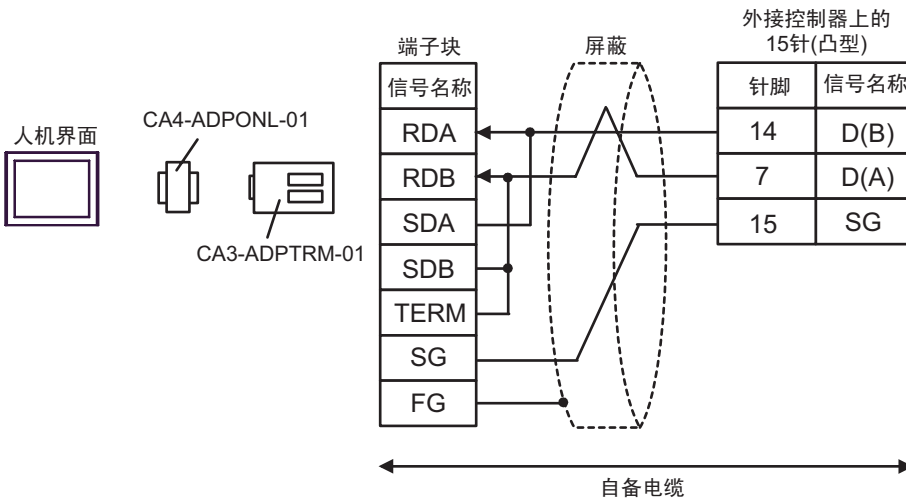 外接控制器上的
15针(凸型)
端子块
屏蔽
信号名称
针脚
信号名称
人机界面
CA4-ADPONL-01
CA3-ADPTRM-01
RDA
14
D(B)
RDB
7
D(A)
SDA
15
SG
SDB
TERM
SG
FG
自备电缆